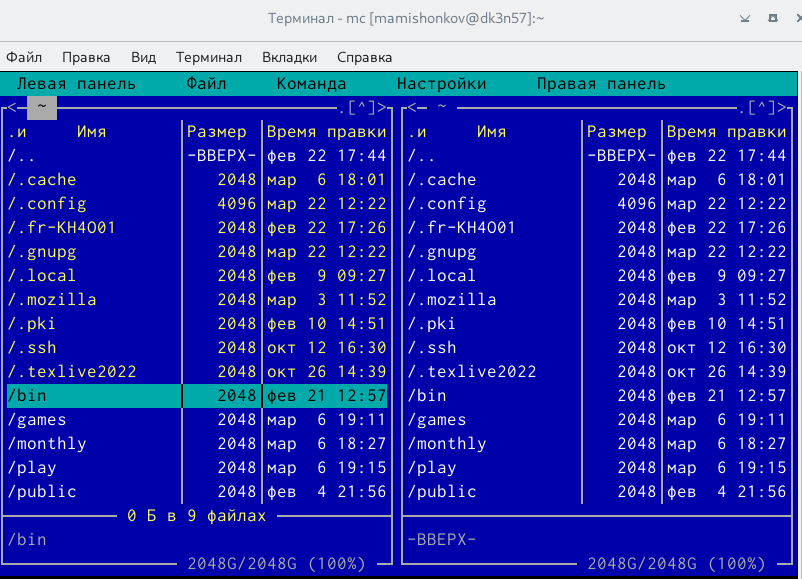 Терминал - mc [mamishonkov@dk3n57]:~
Файл Правка Вид Терминал Вкладки Справка
Левая панель Файл Команда Настройки Правая панель
<- ~ .[^]> <- ~ .[^]>
.и Имя Размер Время правки .и Имя Размер Время правки
/.. -ВВЕРХ- фев 22 17:44 /.. -ВВЕРХ- фев 22 17:44
/.cache 2048 мар 6 18:01 /.cache 2048 мар 6 18:01
/.config 4096 мар 22 12:22 /.config 4096 мар 22 12:22
/.fr-KH4O01 2048 фев 22 17:26 /.fr-KH4O01 2048 фев 22 17:26
/.gnupg 2048 мар 22 12:22 /.gnupg 2048 мар 22 12:22
/.local 2048 фев 9 09:27 /.local 2048 фев 9 09:27
/.mozilla 2048 мар 3 11:52 /.mozilla 2048 мар 3 11:52
/.pki 2048 фев 10 14:51 /.pki 2048 фев 10 14:51
/.ssh 2048 окт 12 16:30 /.ssh 2048 окт 12 16:30
/.texlive2022 2048 окт 26 14:39 /.texlive2022 2048 окт 26 14:39
/bin 2048 фев 21 12:57 /bin 2048 фев 21 12:57
/games 2048 мар 6 19:11 /games 2048 мар 6 19:11
/monthly 2048 мар 6 18:27 /monthly 2048 мар 6 18:27
/play 2048 мар 6 19:15 /play 2048 мар 6 19:15
/public 2048 фев 4 21:56 /public 2048 фев 4 21:56
0 Б в 9 файлах
/bin -ВВЕРХ-
2048G/2048G (100%) 2048G/2048G (100%)